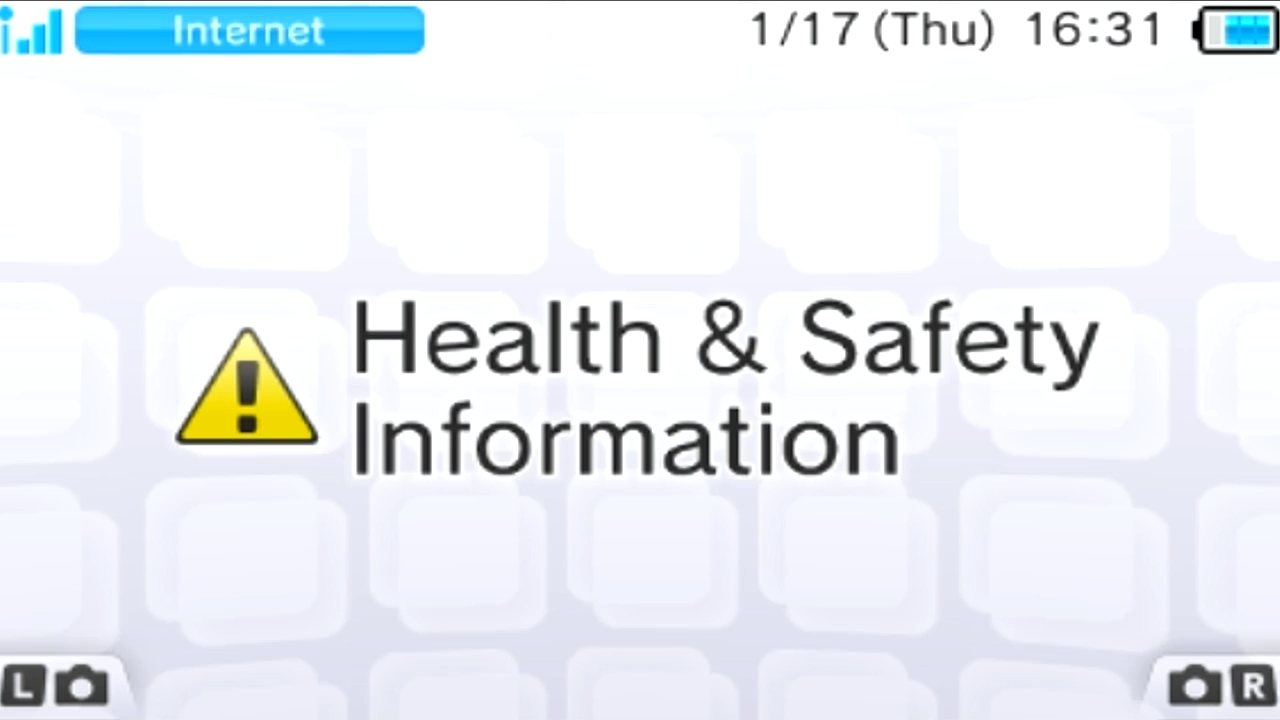 Internet
1/17 (Thu) 16:31
Health & Safety
Information
L
R